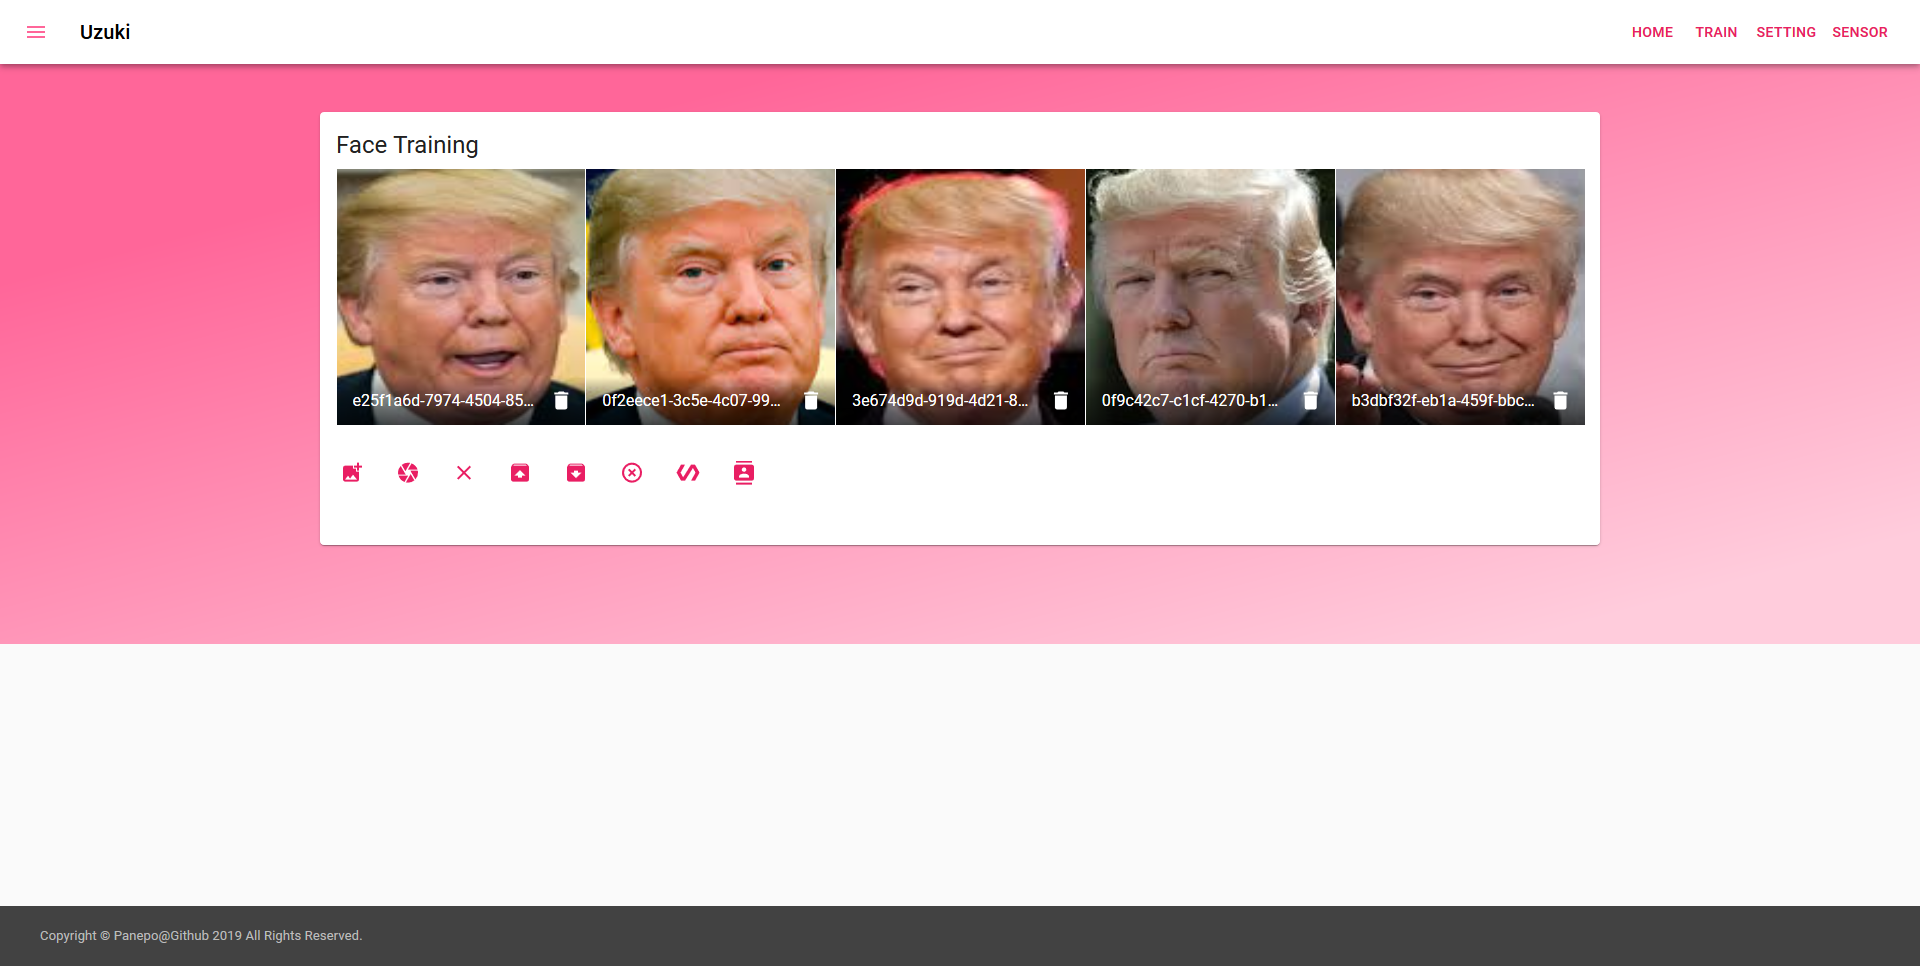 Uzuki
HOME TRAIN SETTING SENSOR
Face Training
e25f1a6d-7974-4504-85...
0f2eece1-3c5e-4c07-99...
3e674d9d-919d-4d21-8...
0f9c42c7-c1cf-4270-b1...
b3dbf32f-eb1a-459f-bbc...
Copyright © Panepo@Github 2019 All Rights Reserved.